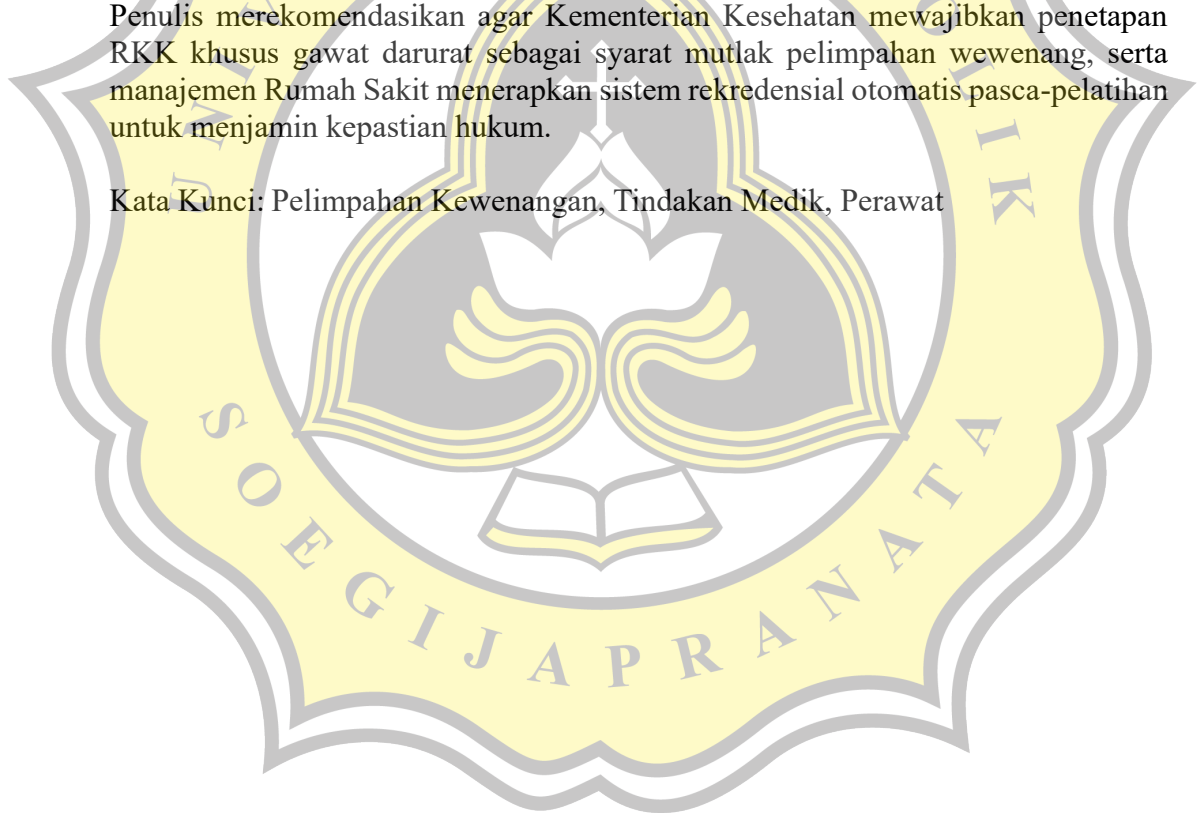 Penulis merekomendasikan agar Kementerian Kesehatan mewajibkan penetapan
RKK khusus gawat darurat sebagai syarat mutlak pelimpahan wewenang, serta
manajemen Rumah Sakit menerapkan sistem rekredensial otomatis pasca-pelatihan
untuk menjamin kepastian hukum.
Kata Kunci: Pelimpahan Kewenangan, Tindakan Medik, Perawat
SOEGIJAPRANATA